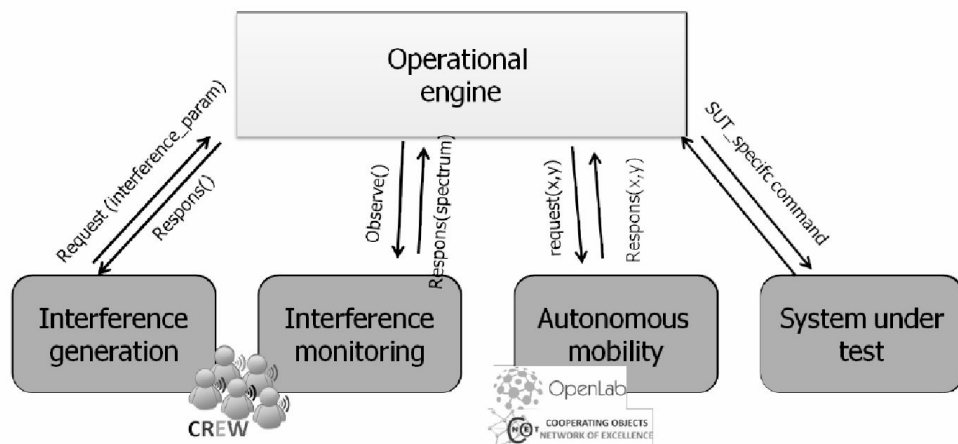 Operational
engine
Request (interference_param)
Respons()
Observe()
Respons(spectrum)
request(x,y)
Respons(x,y)
SUT_specifc command
Interference
generation
Interference
monitoring
Autonomous
mobility
System under
test
CREW
OpenLab
CNET
COOPERATING OBJECTS
NETWORK OF EXCELLENCE